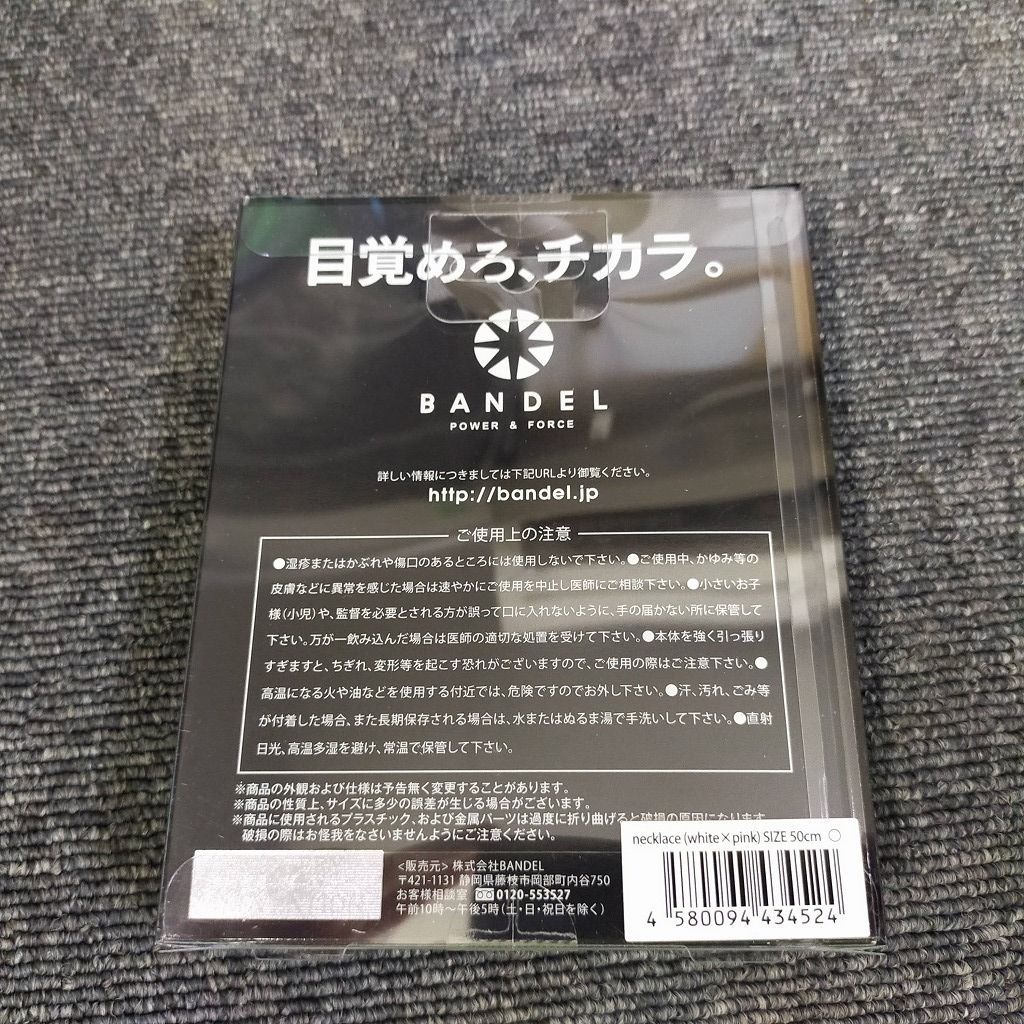 目覚めろ、チカラ。
BANDEL
POWER & FORCE
詳しい情報につきましては下記URLより御覧ください。
http://bandel.jp
ご使用上の注意
●湿疹またはかぶれや傷口のあるところには使用しないで下さい。●ご使用中、かゆみ等の
皮膚などに異常を感じた場合は速やかにご使用を中止し医師にご相談下さい。●小さいお子
様(小児)や、監督を必要とされる方が誤って口に入れないように、手の届かない所に保管して
下さい。万が一飲み込んだ場合は医師の適切な処置を受けて下さい。●本体を強く引っ張り
すぎますと、ちぎれ、変形等を起こす恐れがございますので、ご使用の際はご注意下さい。●
高温になる火や油などを使用する付近では、危険ですのでお外し下さい。●汗、汚れ、ごみ等
が付着した場合、また長期保存される場合は、水またはぬるま湯で手洗いして下さい。●直射
日光、高温多湿を避け、常温で保管して下さい。
※商品の外観および仕様は予告無く変更することがあります。
※商品の性質上、サイズに多少の誤差が生じる場合がございます。
※商品に使用されるプラスチック、および金属パーツは過度に折り曲げると破損の原因になります。
破損の際はお怪我をなさいませんようにご注意ください。
<販売元> 株式会社BANDEL
〒421-1131 静岡県藤枝市岡部町内谷750
お客様相談室 0120-553527
午前10時〜午後5時(土・日・祝日を除く)
necklace (white×pink) SIZE 50cm ○
4 580094 434524